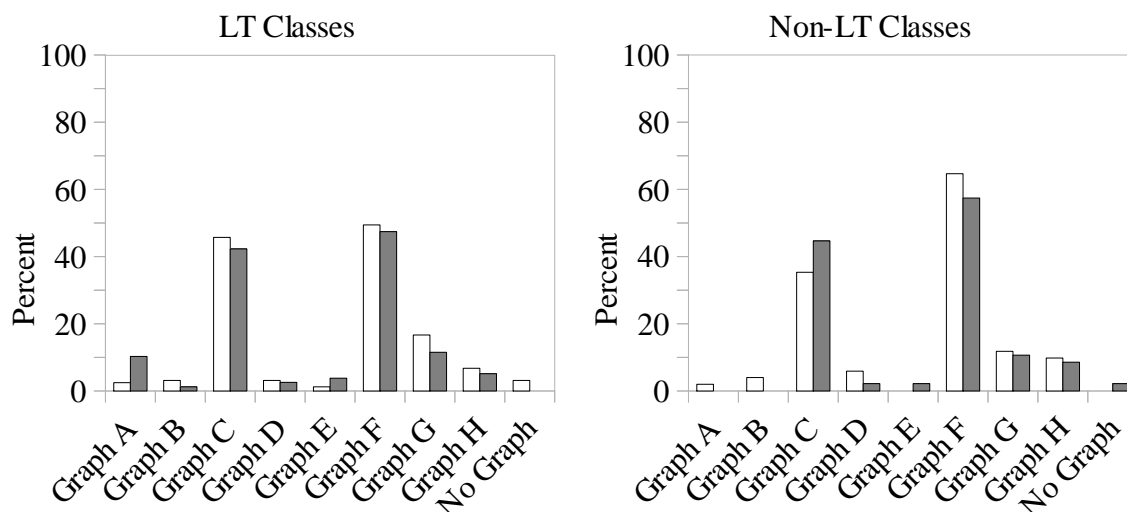 LT Classes
100
80
60
40
20
0
Percent
Graph A
Graph B
Graph C
Graph D
Graph E
Graph F
Graph G
Graph H
No Graph
Non-LT Classes
100
80
60
40
20
0
Percent
Graph A
Graph B
Graph C
Graph D
Graph E
Graph F
Graph G
Graph H
No Graph